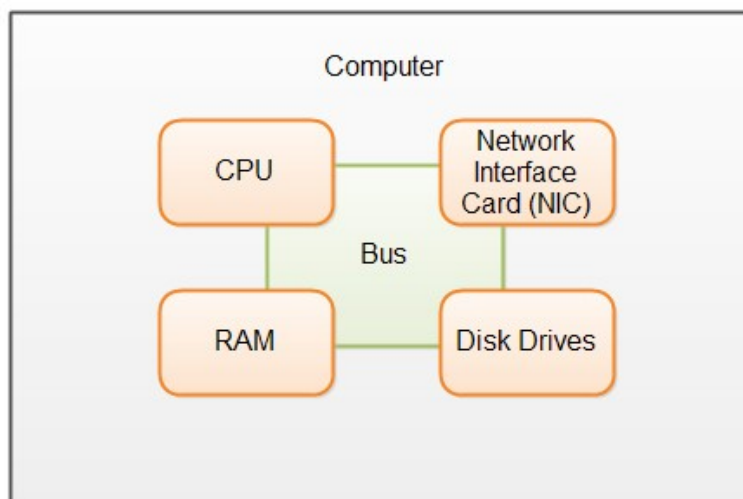 Computer
CPU
Network
Interface
Card (NIC)
Bus
RAM
Disk Drives